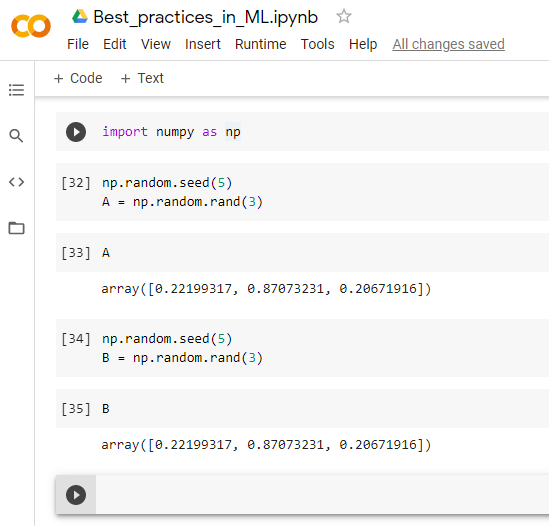 Best_practices_in_ML.ipynb
File Edit View Insert Runtime Tools Help All changes saved
+ Code + Text
import numpy as np
[32] np.random.seed(5)
A = np.random.rand(3)
[33] A
array([0.22199317, 0.87073231, 0.20671916])
[34] np.random.seed(5)
B = np.random.rand(3)
[35] B
array([0.22199317, 0.87073231, 0.20671916])